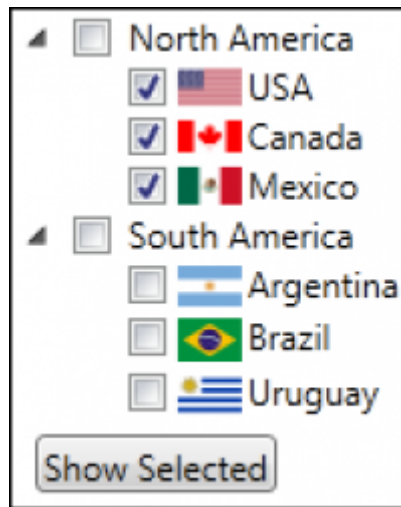 North America
USA
Canada
Mexico
South America
Argentina
Brazil
Uruguay
Show Selected